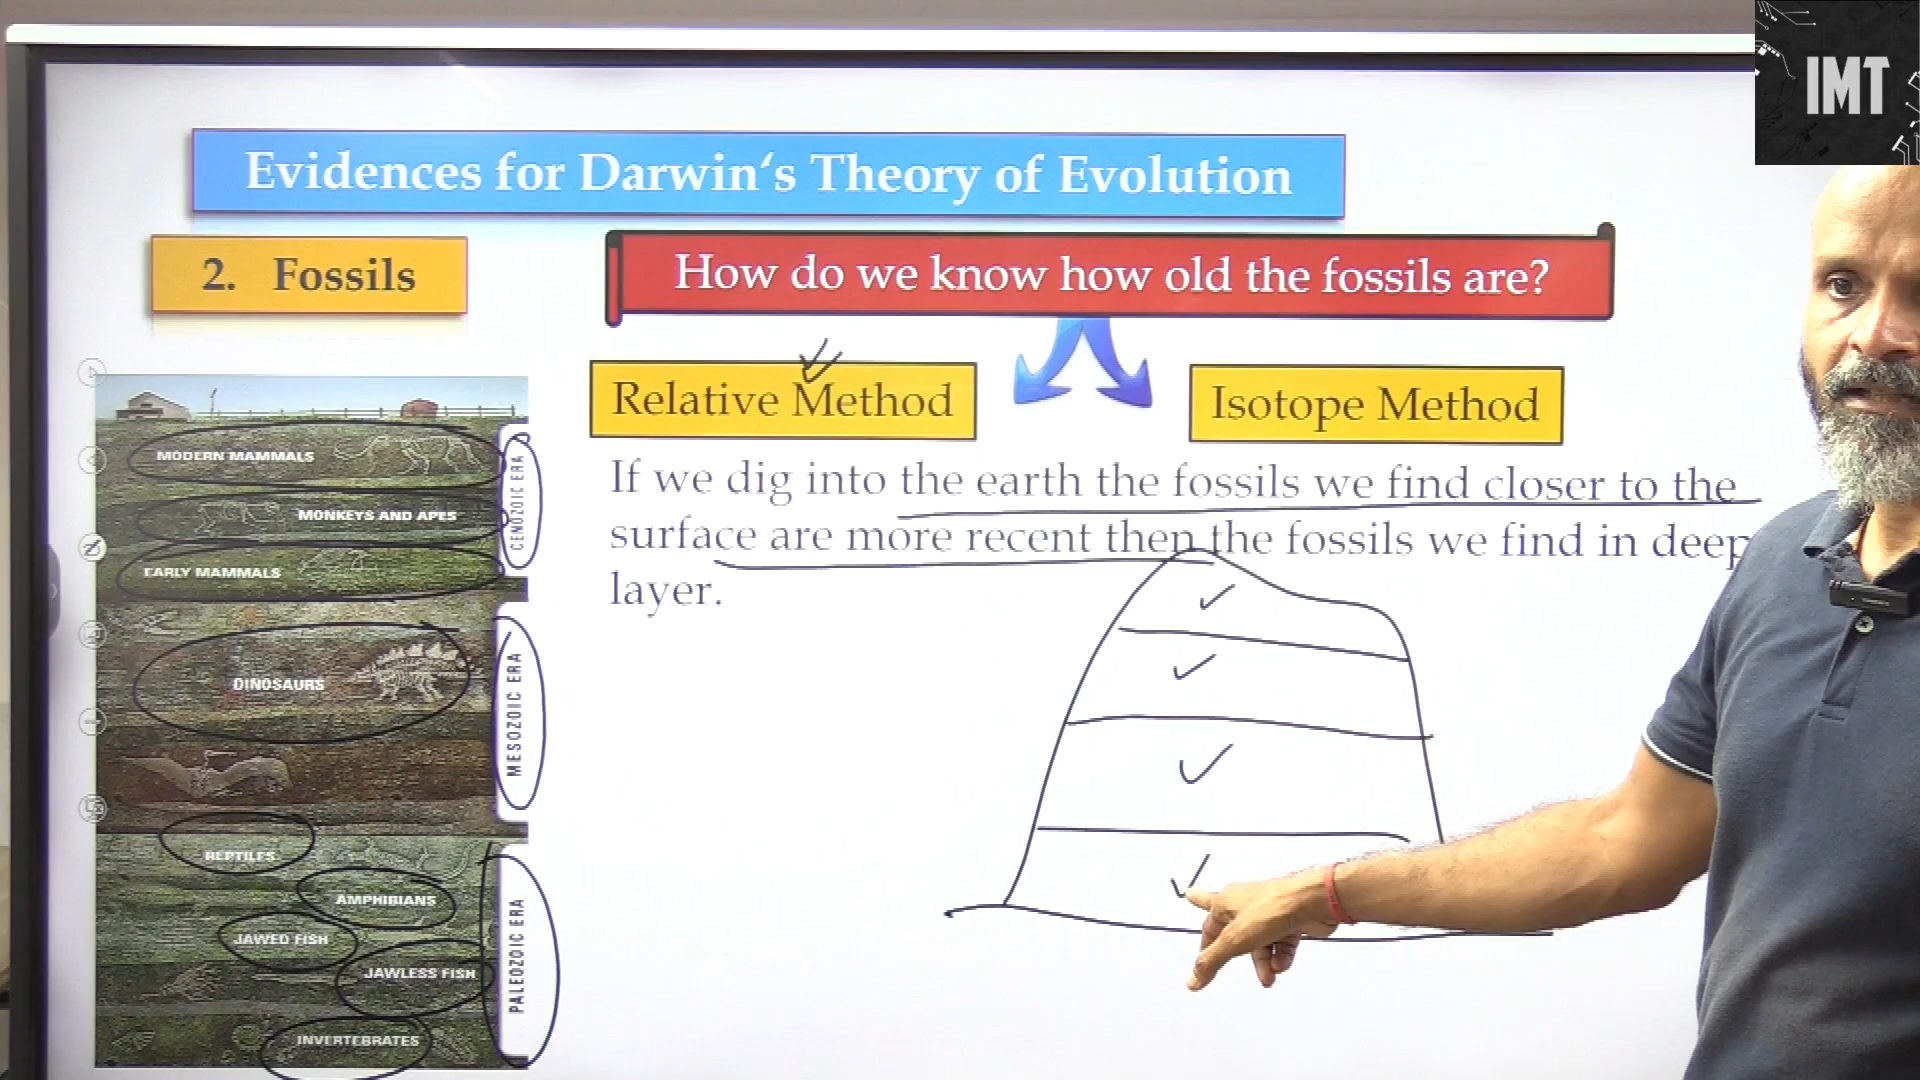 IMT
Evidences for Darwin‘s Theory of Evolution
2. Fossils
How do we know how old the fossils are?
Relative Method
Isotope Method
If we dig into the earth the fossils we find closer to the
surface are more recent then the fossils we find in deep
layer.
MODERN MAMMALS
MONKEYS AND APES
EARLY MAMMALS
CENOZOIC ERA
DINOSAURS
MESOZOIC ERA
REPTILES
AMPHIBIANS
JAWED FISH
JAWLESS FISH
INVERTEBRATES
PALEOZOIC ERA